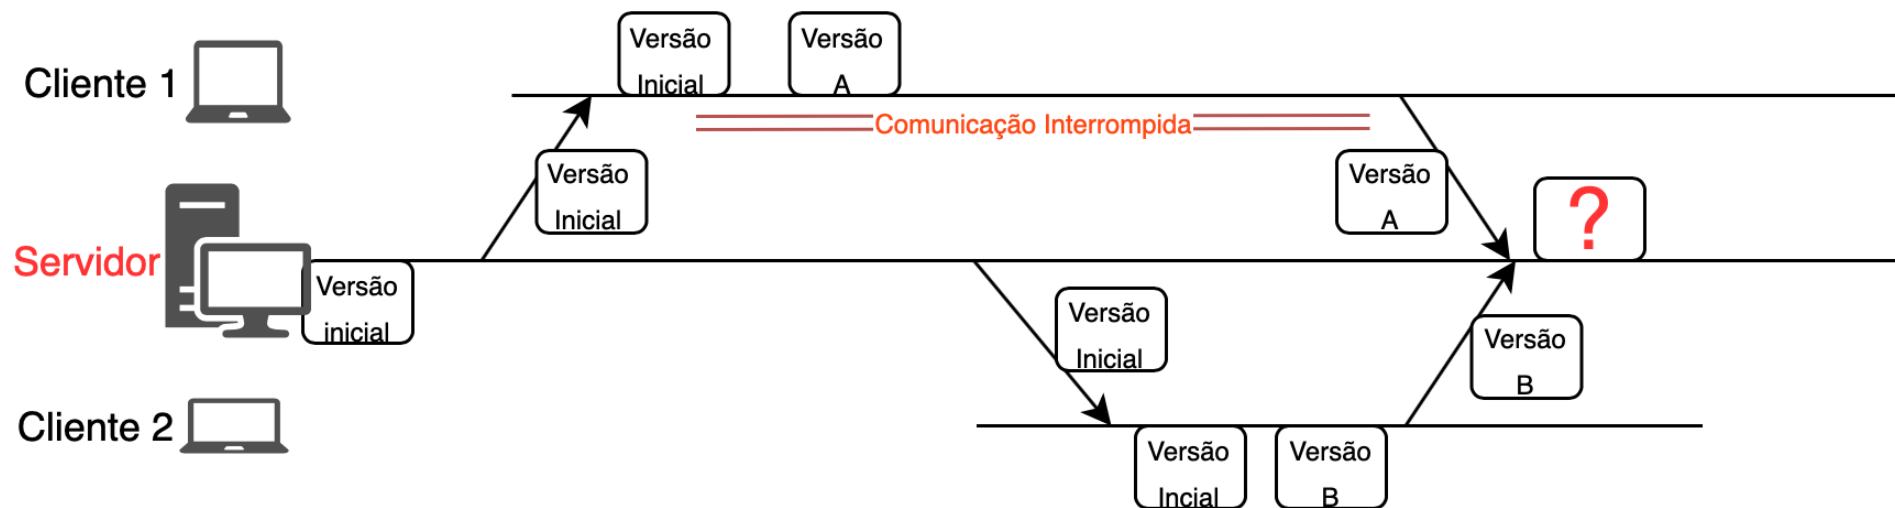 Cliente 1
Versão
Inicial
Versão
A
Comunicação Interrompida
Versão
Inicial
Versão
A
?
Servidor
Versão
inicial
Versão
Inicial
Versão
B
Cliente 2
Versão
Incial
Versão
B